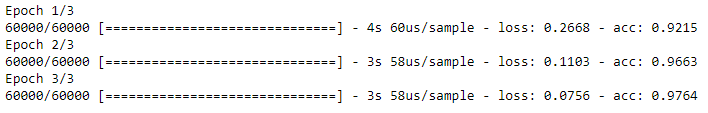 Epoch 1/3
60000/60000 [==============================] - 4s 60us/sample - loss: 0.2668 - acc: 0.9215
Epoch 2/3
60000/60000 [==============================] - 3s 58us/sample - loss: 0.1103 - acc: 0.9663
Epoch 3/3
60000/60000 [==============================] - 3s 58us/sample - loss: 0.0756 - acc: 0.9764